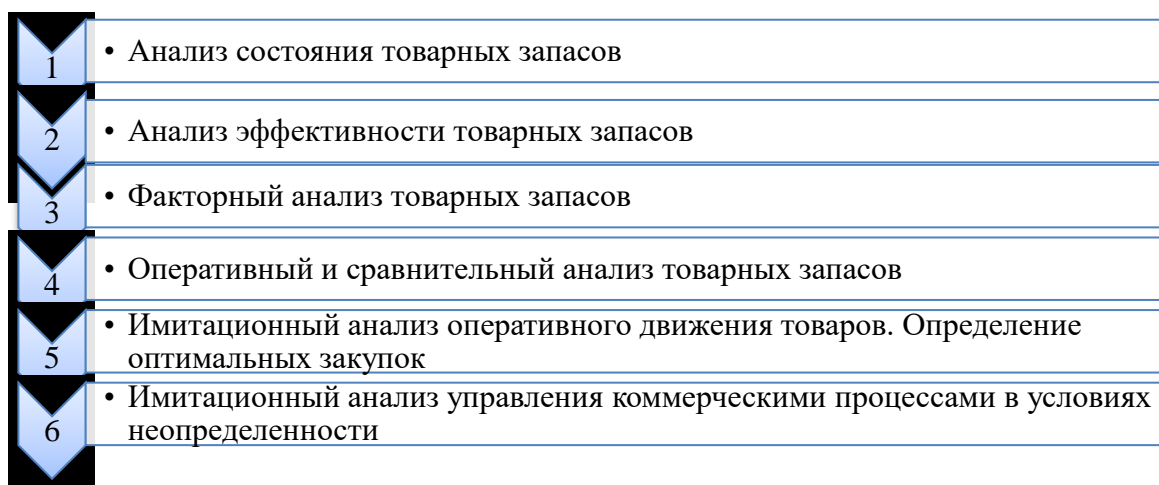 1
• Анализ состояния товарных запасов
2
• Анализ эффективности товарных запасов
3
• Факторный анализ товарных запасов
4
• Оперативный и сравнительный анализ товарных запасов
5
• Имитационный анализ оперативного движения товаров. Определение
оптимальных закупок
6
• Имитационный анализ управления коммерческими процессами в условиях
неопределенности